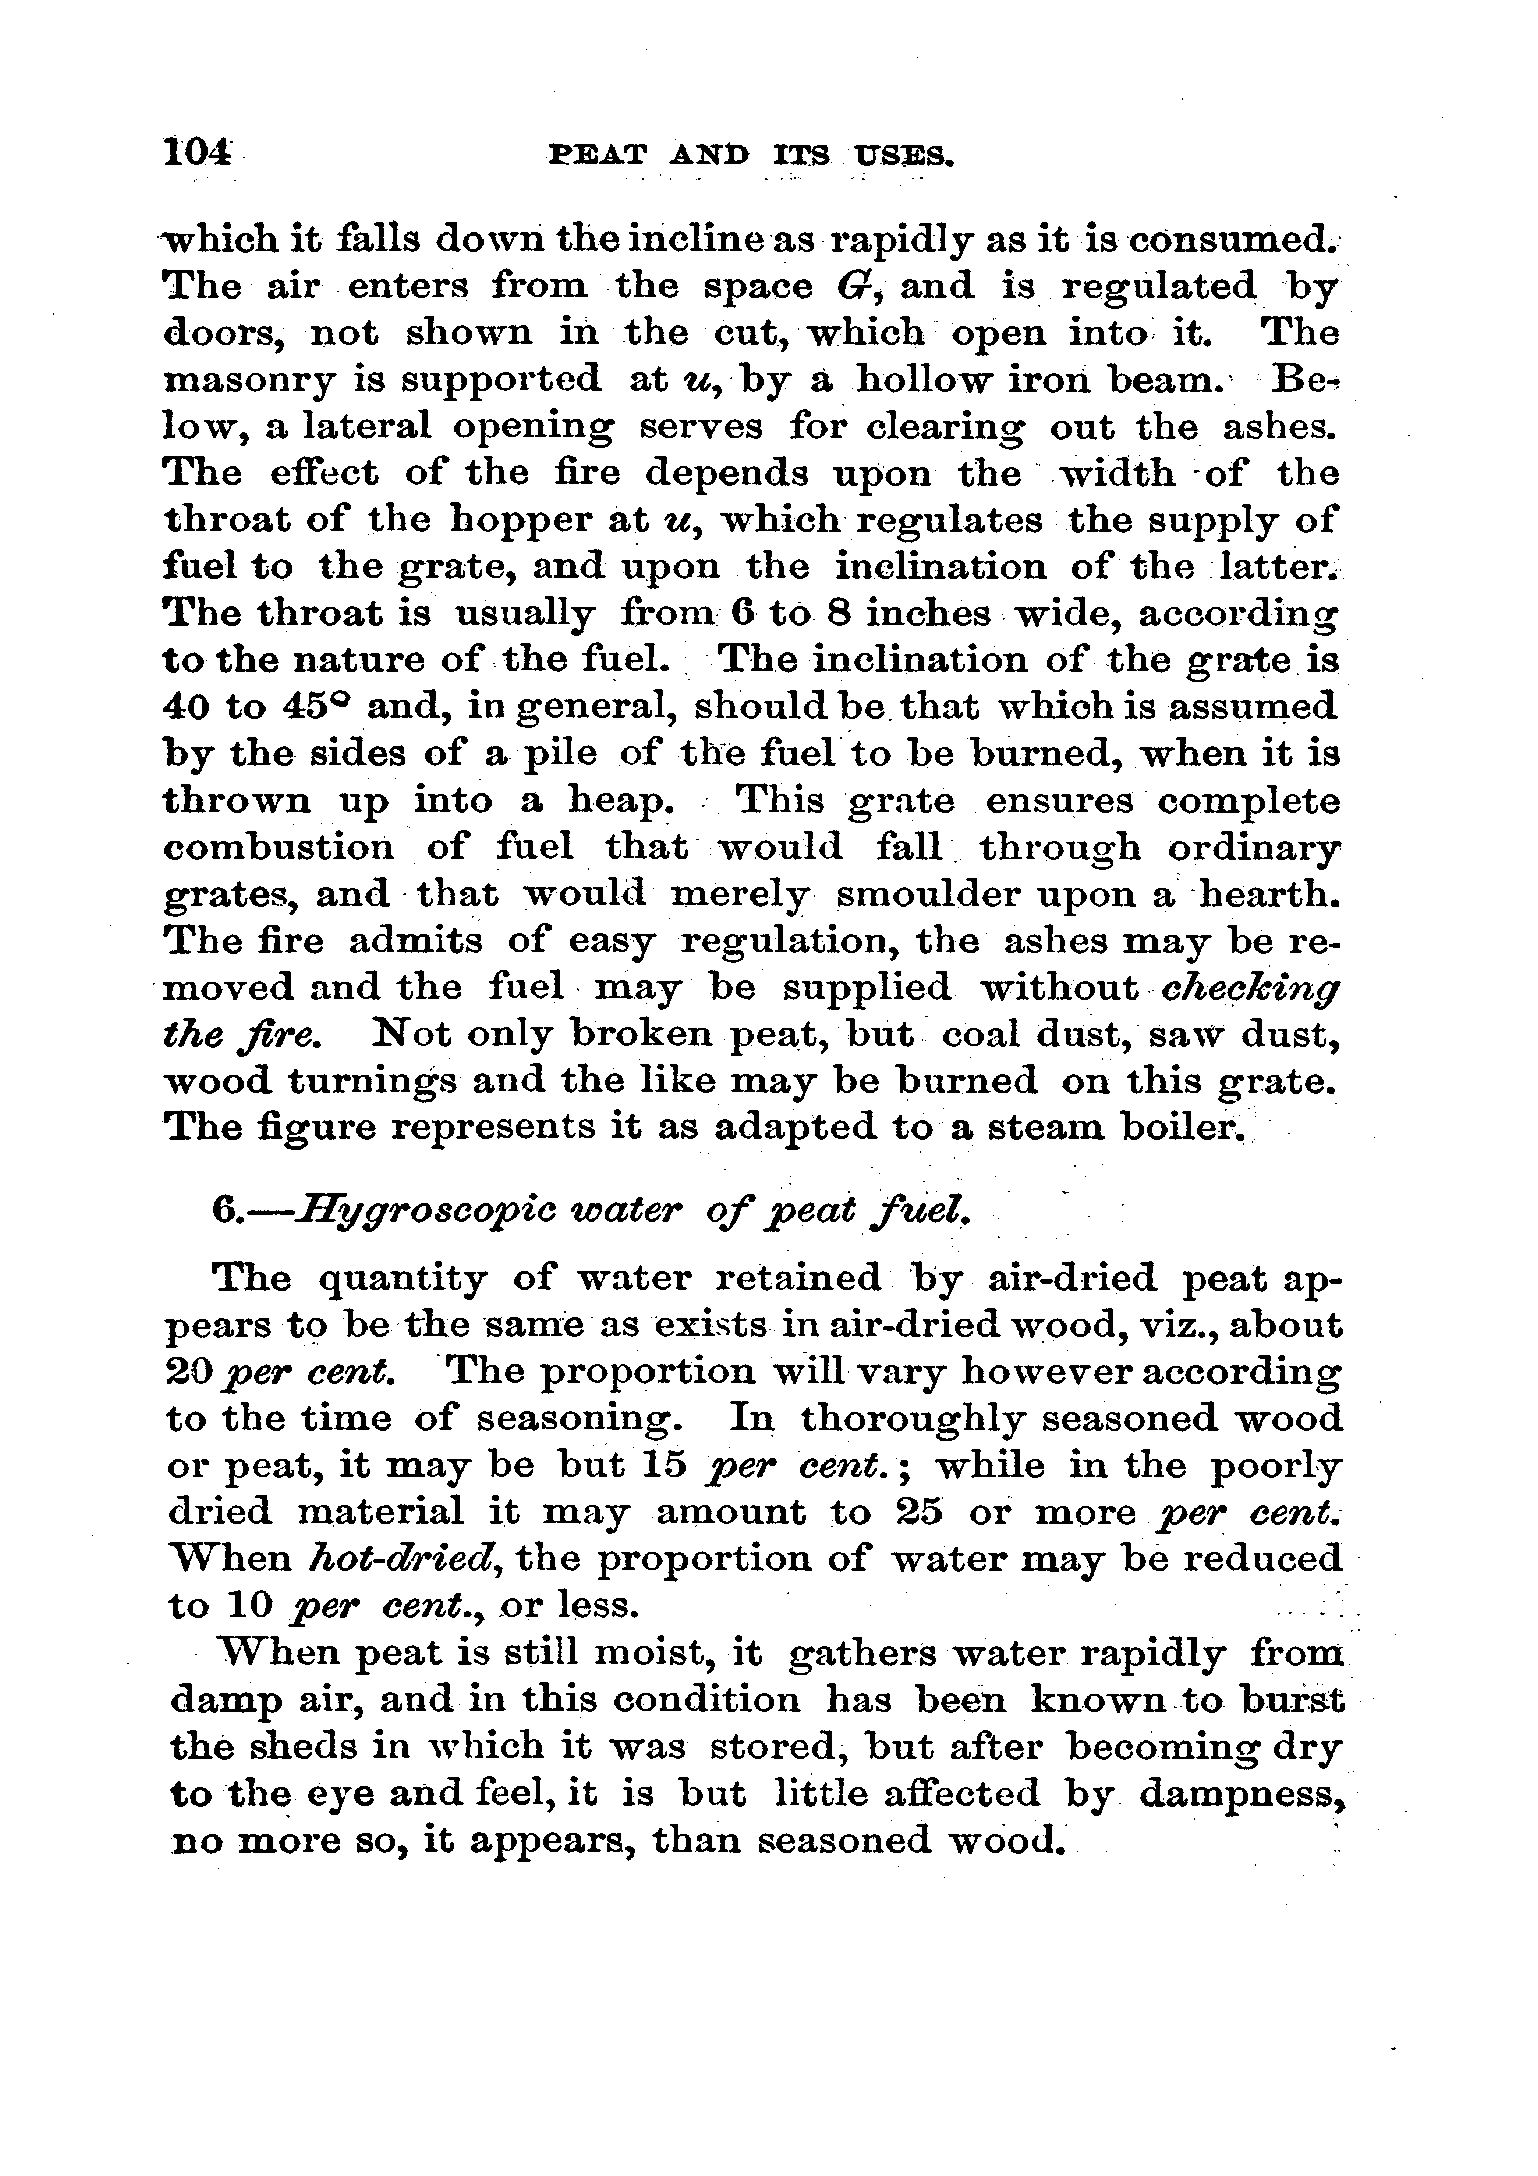 104 PEAT AND ITS USES.
which it falls down the incline as rapidly as it is consumed.
The air enters from the space G, and is regulated by
doors, not shown in the cut, which open into it. The
masonry is supported at u, by a hollow iron beam. Be-
low, a lateral opening serves for clearing out the ashes.
The effect of the fire depends upon the width of the
throat of the hopper at u, which regulates the supply of
fuel to the grate, and upon the inclination of the latter.
The throat is usually from 6 to 8 inches wide, according
to the nature of the fuel. The inclination of the grate is
40 to 45° and, in general, should be that which is assumed
by the sides of a pile of the fuel to be burned, when it is
thrown up into a heap. This grate ensures complete
combustion of fuel that would fall through ordinary
grates, and that would merely smoulder upon a hearth.
The fire admits of easy regulation, the ashes may be re-
moved and the fuel may be supplied without checking
the fire. Not only broken peat, but coal dust, saw dust,
wood turnings and the like may be burned on this grate.
The figure represents it as adapted to a steam boiler.
6.—Hygroscopic water of peat fuel.
The quantity of water retained by air-dried peat ap-
pears to be the same as exists in air-dried wood, viz., about
20 per cent. The proportion will vary however according
to the time of seasoning. In thoroughly seasoned wood
or peat, it may be but 15 per cent.; while in the poorly
dried material it may amount to 25 or more per cent.
When hot-dried, the proportion of water may be reduced
to 10 per cent., or less.
When peat is still moist, it gathers water rapidly from
damp air, and in this condition has been known to burst
the sheds in which it was stored, but after becoming dry
to the eye and feel, it is but little affected by dampness,
no more so, it appears, than seasoned wood.